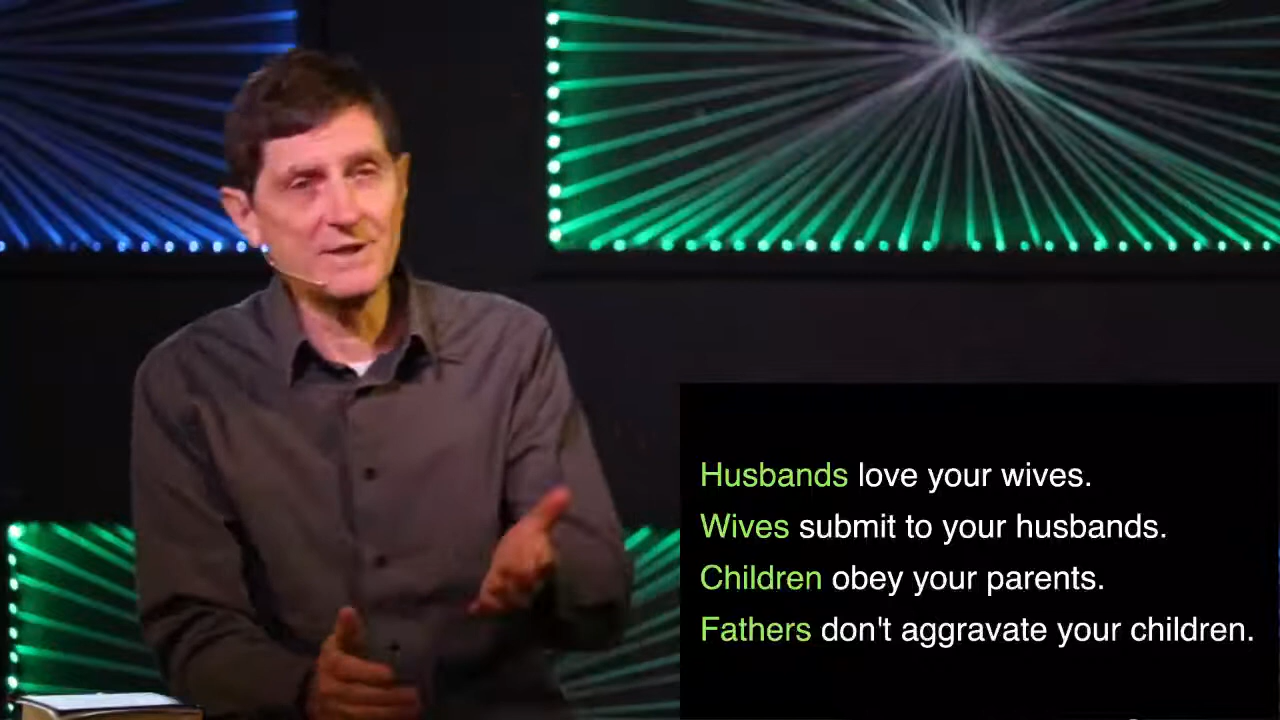 Husbands love your wives.
Wives submit to your husbands.
Children obey your parents.
Fathers don't aggravate your children.